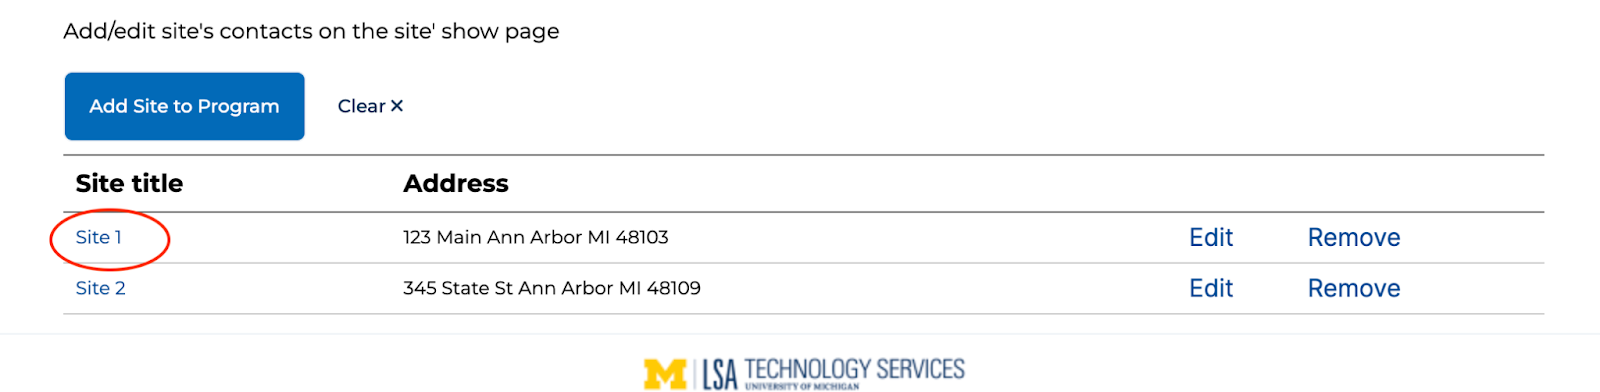 Add/edit site's contacts on the site' show page
Add Site to Program Clear ×
Site title Address
Site 1 123 Main Ann Arbor MI 48103 Edit Remove
Site 2 345 State St Ann Arbor MI 48109 Edit Remove
M LSA TECHNOLOGY SERVICES
UNIVERSITY OF MICHIGAN